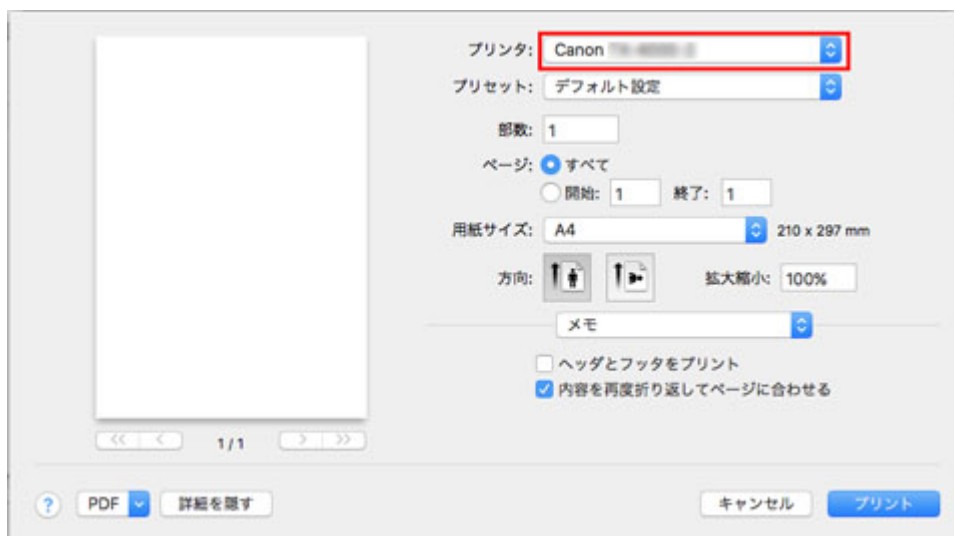 プリンタ: Canon
プリセット: デフォルト設定
部数: 1
ページ: すべて
開始: 1 終了: 1
用紙サイズ: A4 210 x 297 mm
方向: 拡大縮小: 100%
メモ
ヘッダとフッタをプリント
内容を再度折り返してページに合わせる
<< < 1 / 1 > >>
? PDF 詳細を隠す キャンセル プリント